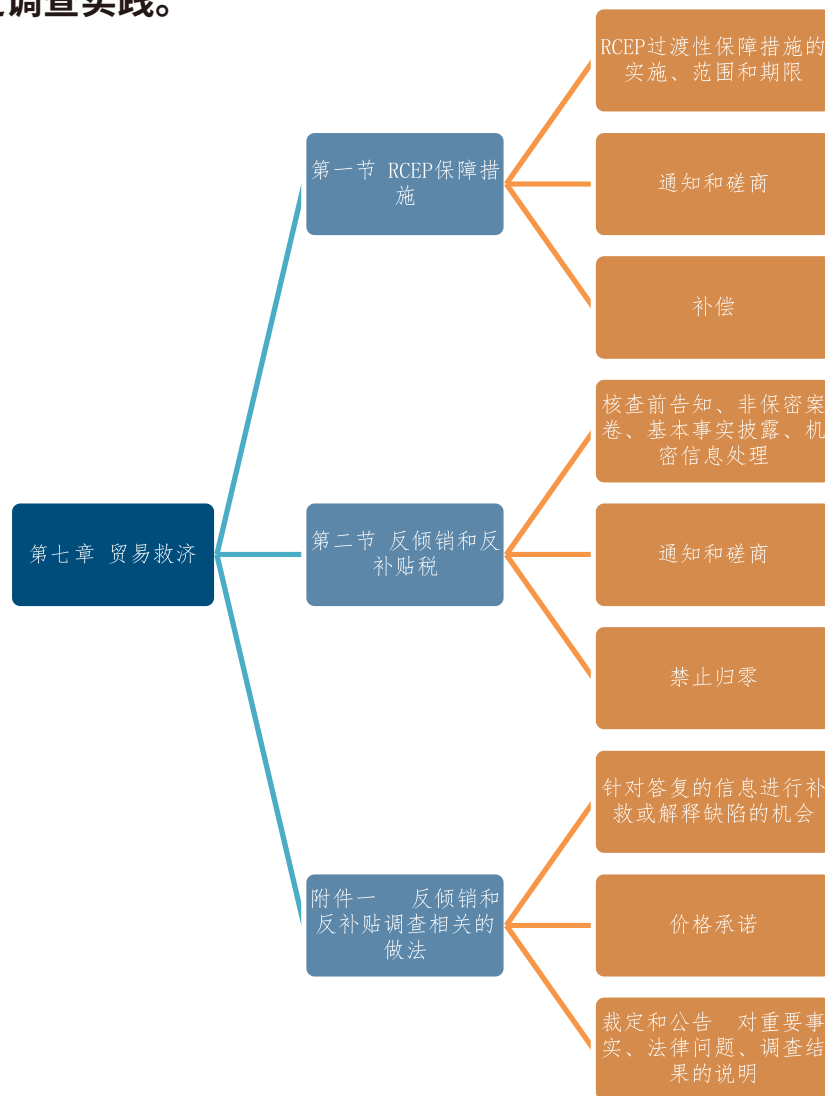 调查实践。
RCEP过渡性保障措施的
实施、范围和期限
第一节 RCEP保障措
施
通知和磋商
补偿
核查前告知、非保密案
卷、基本事实披露、机
密信息处理
第七章 贸易救济
第二节 反倾销和反
补贴税
通知和磋商
禁止归零
针对答复的信息进行补
救或解释缺陷的机会
附件一 反倾销和
反补贴调查相关的
做法
价格承诺
裁定和公告 对重要事
实、法律问题、调查结
果的说明